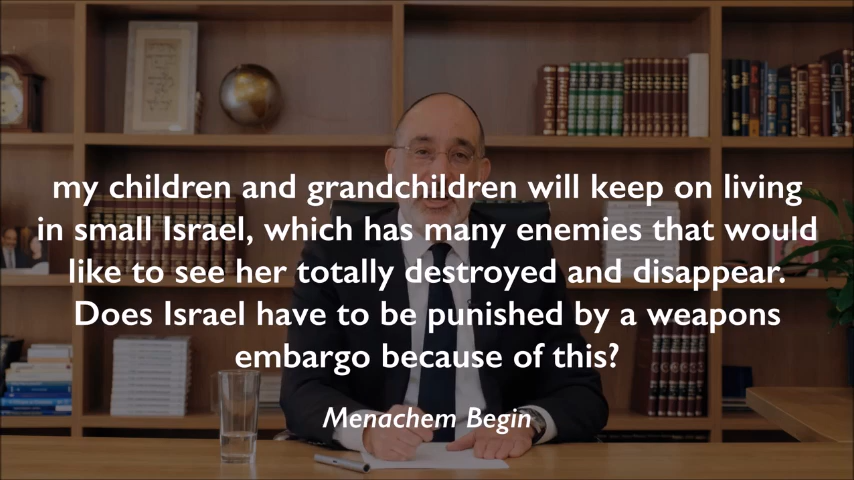 my children and grandchildren will keep on living
in small Israel, which has many enemies that would
like to see her totally destroyed and disappear.
Does Israel have to be punished by a weapons
embargo because of this?
Menachem Begin